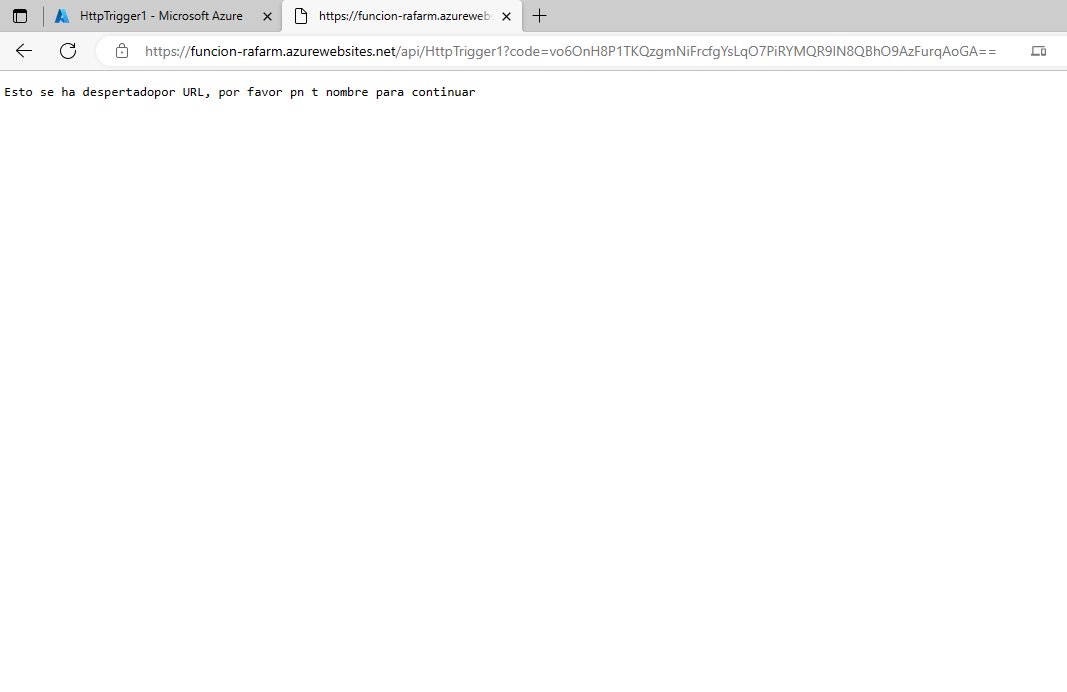 HttpTrigger1 - Microsoft Azure
https://funcion-rafarm.azureweb
https://funcion-rafarm.azurewebsites.net/api/HttpTrigger1?code=vo6OnH8P1TKQzgmNiFrcfgYsLqO7PiRYMQR9IN8QBhO9AzFurqAoGA==
Esto se ha despertadopor URL, por favor pn t nombre para continuar